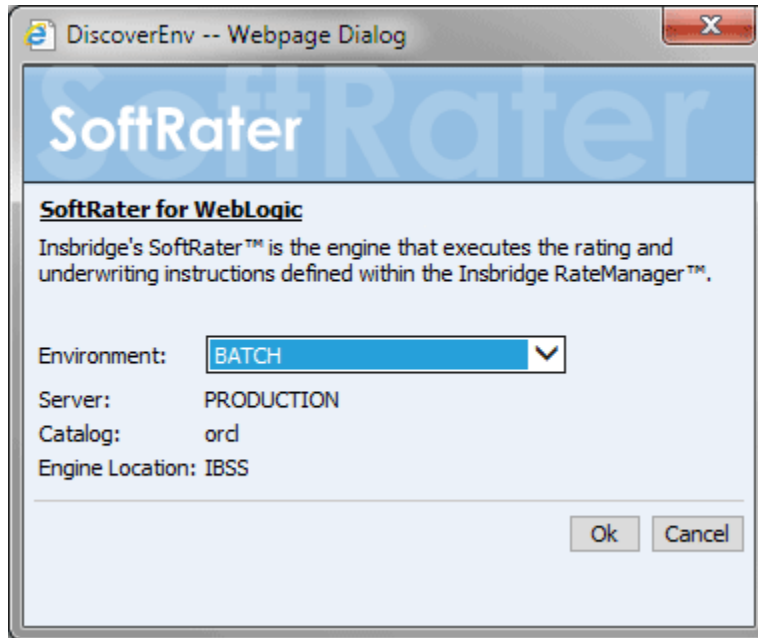 DiscoverEnv -- Webpage Dialog
SoftRater
SoftRater
SoftRater for WebLogic
Insbridge's SoftRater™ is the engine that executes the rating and
underwriting instructions defined within the Insbridge RateManager™.
Environment: BATCH
Server: PRODUCTION
Catalog: orcl
Engine Location: IBSS
Ok Cancel